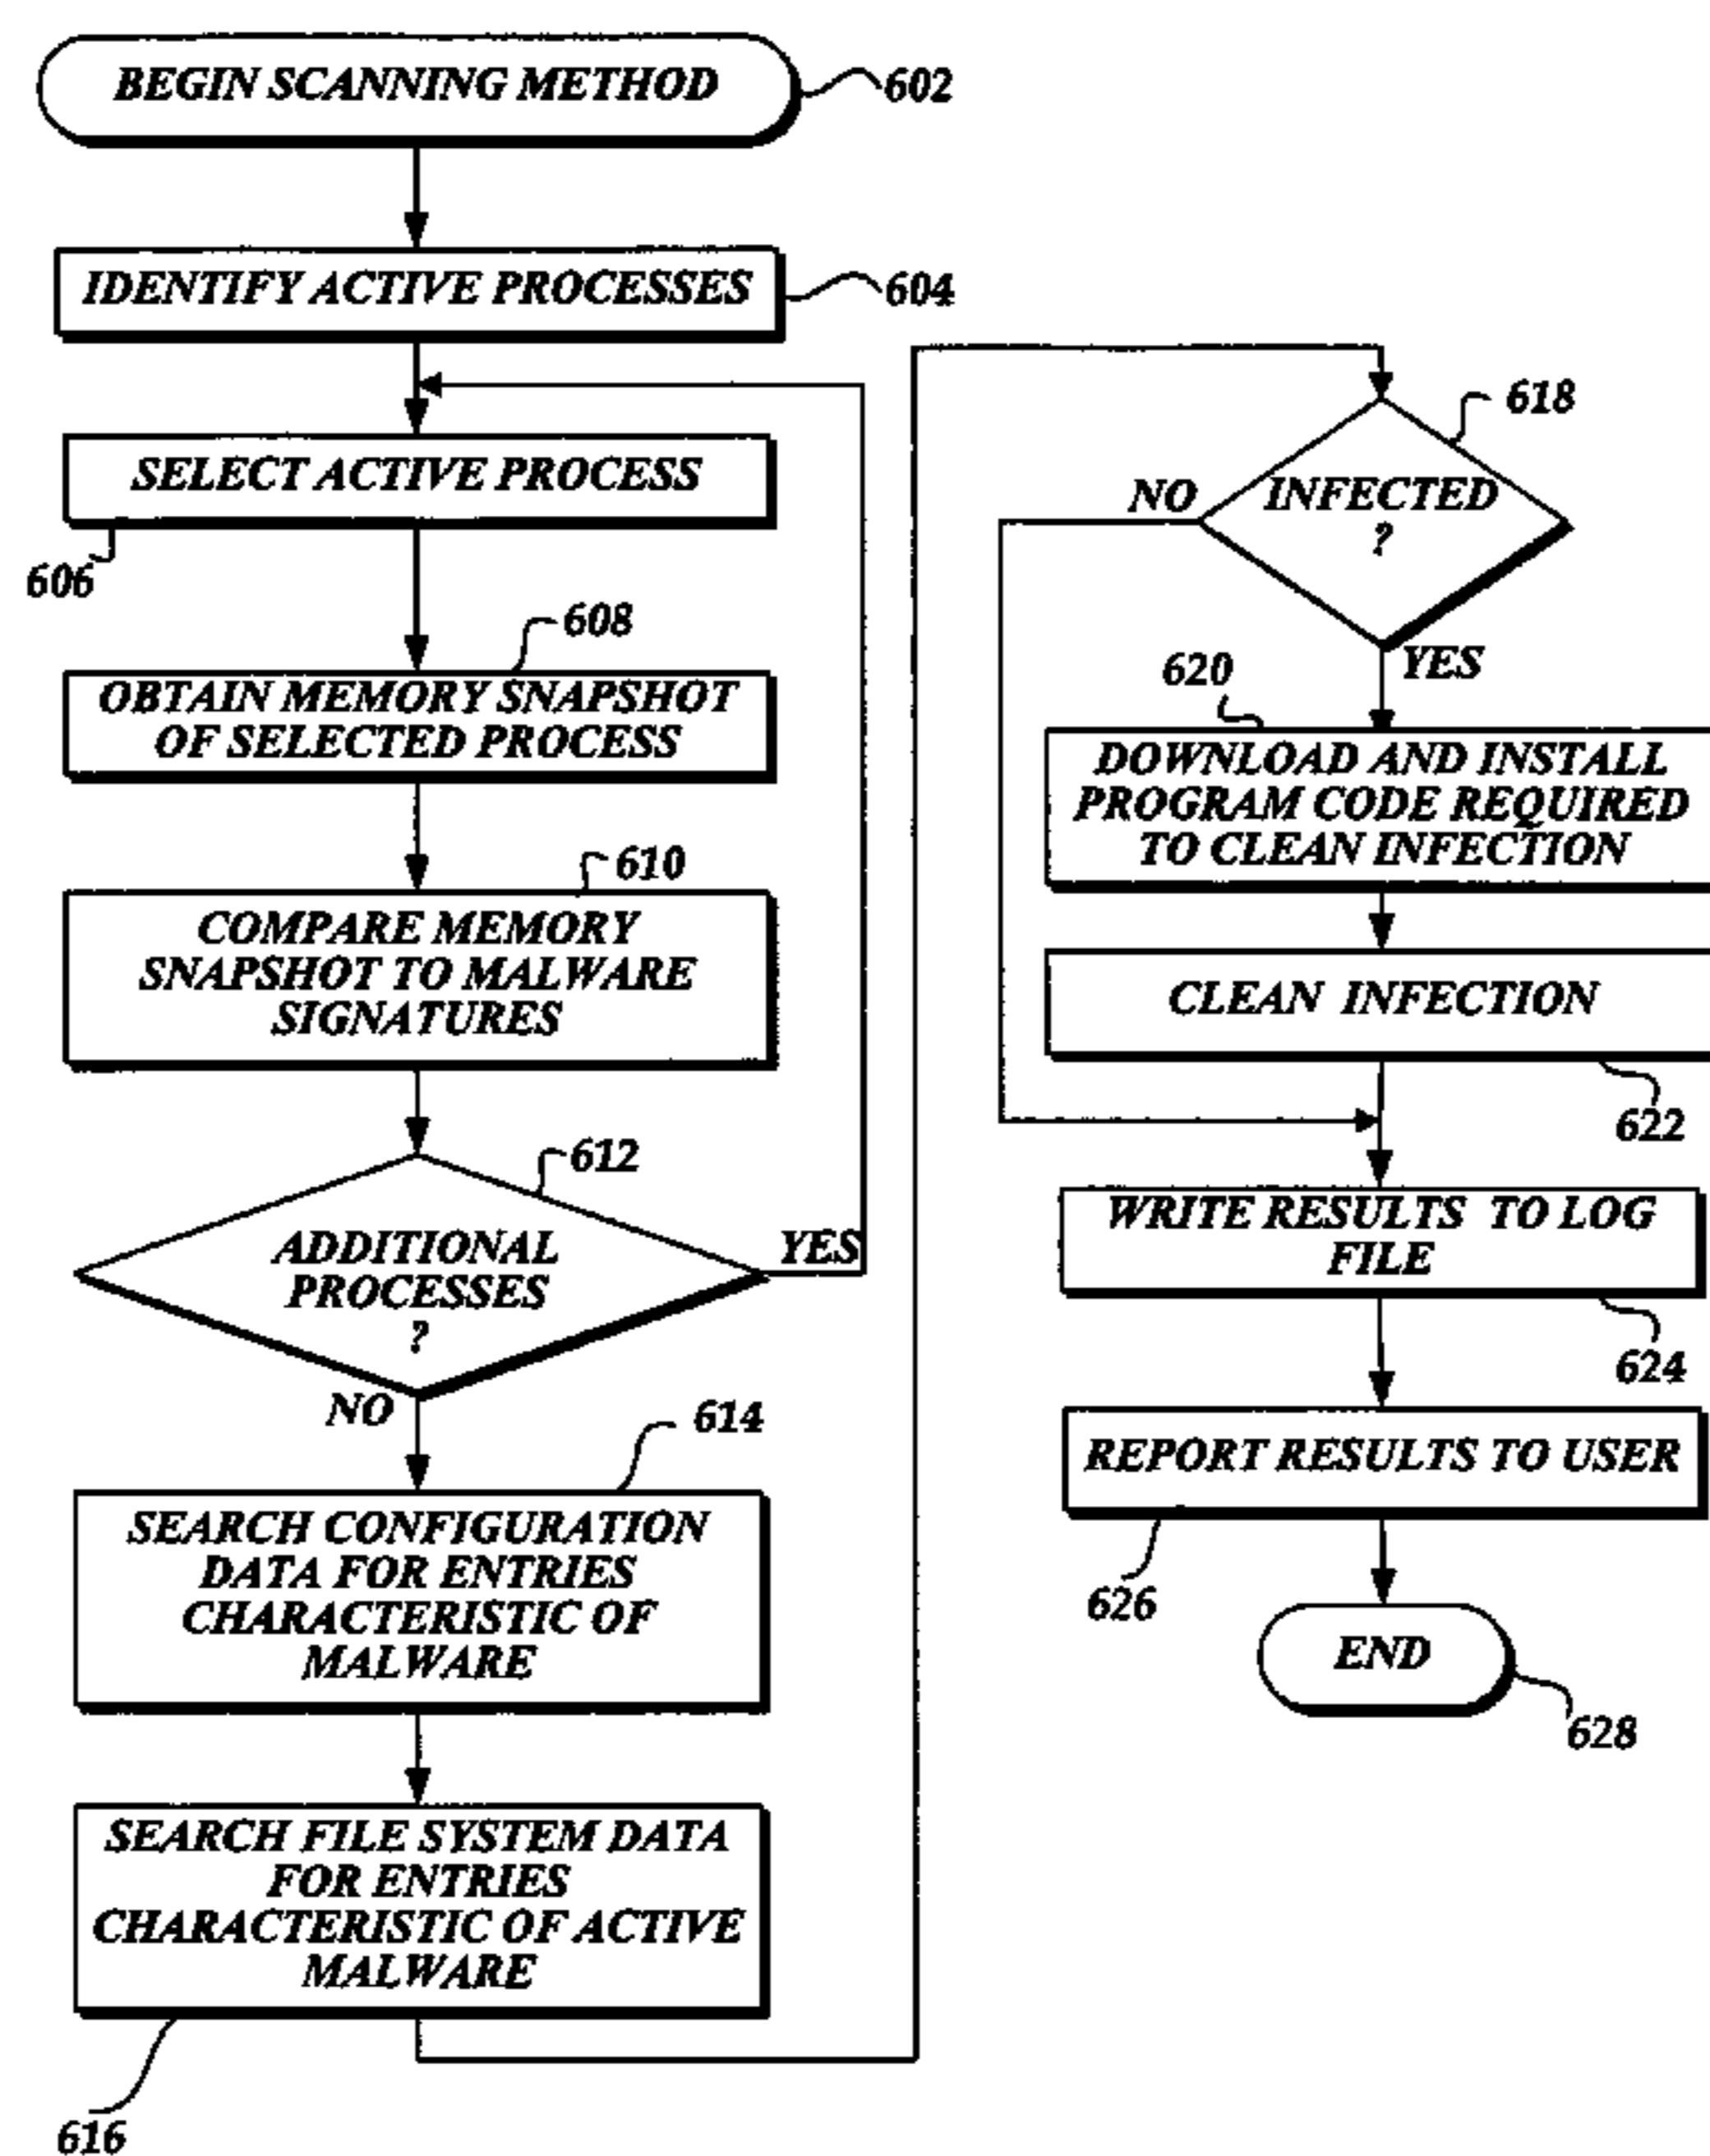 BEGIN SCANNING METHOD
602
IDENTIFY ACTIVE PROCESSES
604
SELECT ACTIVE PROCESS
606
608
OBTAIN MEMORY SNAPSHOT
OF SELECTED PROCESS
610
COMPARE MEMORY
SNAPSHOT TO MALWARE
SIGNATURES
612
ADDITIONAL
PROCESSES
?
YES
NO
614
SEARCH CONFIGURATION
DATA FOR ENTRIES
CHARACTERISTIC OF
MALWARE
SEARCH FILE SYSTEM DATA
FOR ENTRIES
CHARACTERISTIC OF ACTIVE
MALWARE
616
618
INFECTED
?
NO
YES
620
DOWNLOAD AND INSTALL
PROGRAM CODE REQUIRED
TO CLEAN INFECTION
CLEAN INFECTION
622
WRITE RESULTS TO LOG
FILE
624
REPORT RESULTS TO USER
626
END
628